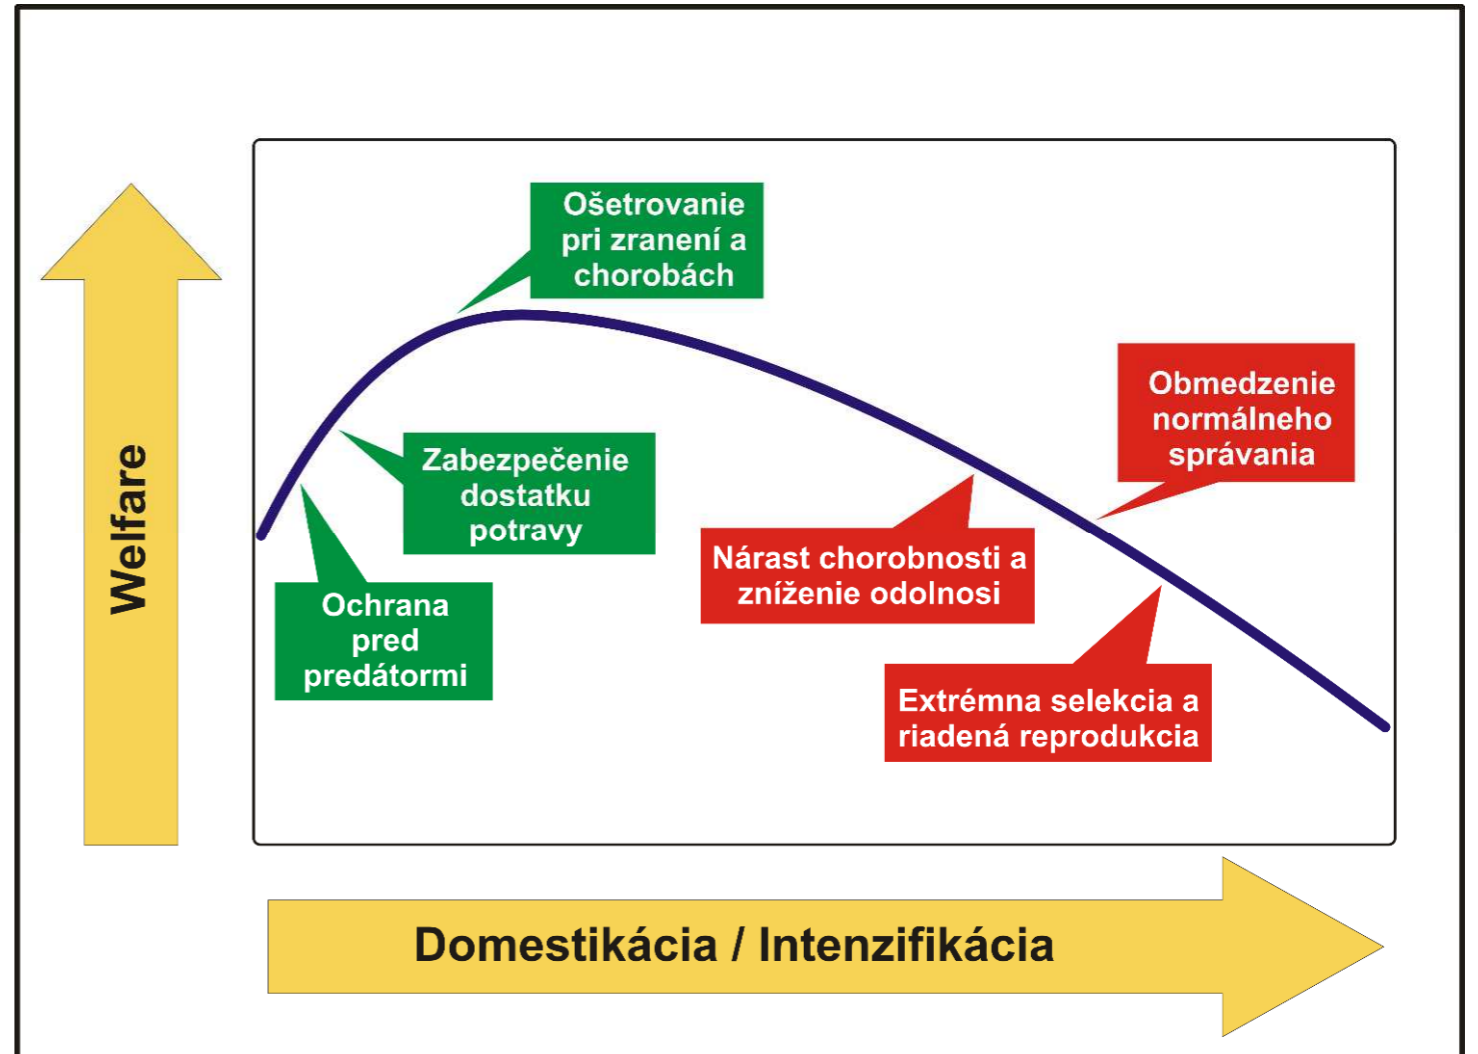 Ošetrovanie
pri zranení a
chorobách
Obmedzenie
normálneho
správania
Zabezpečenie
dostatku
potravy
Nárast chorobnosti a
zníženie odolnosi
Ochrana
pred
predátormi
Extrémna selekcia a
riadená reprodukcia
Welfare
Domestikácia / Intenzifikácia